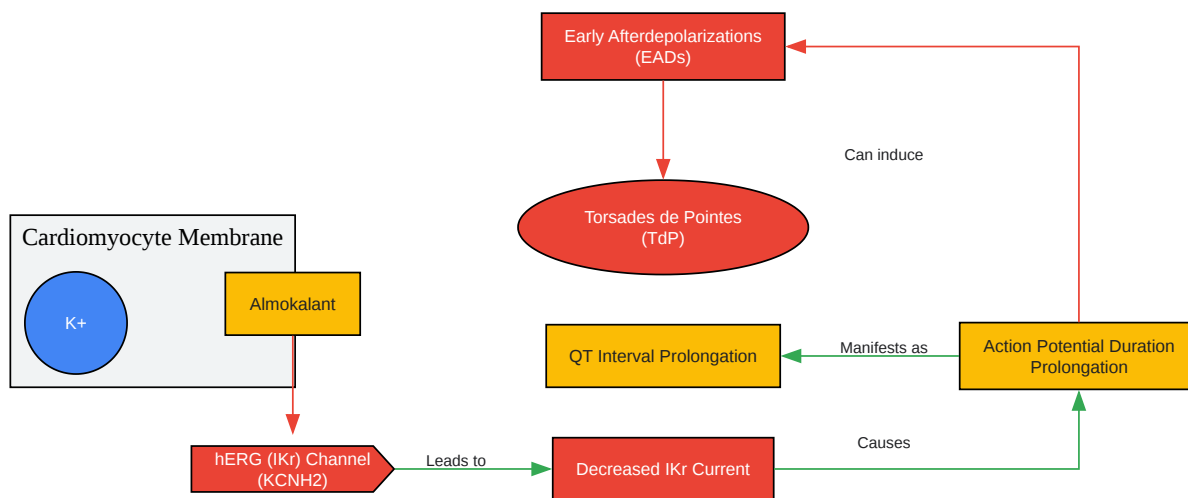 Early Afterdepolarizations
(EADs)
Can induce
Torsades de Pointes
(TdP)
Cardiomyocyte Membrane
K+
Almokalant
QT Interval Prolongation
Manifests as
Action Potential Duration
Prolongation
hERG (IKr) Channel
(KCNH2)
Leads to
Decreased IKr Current
Causes